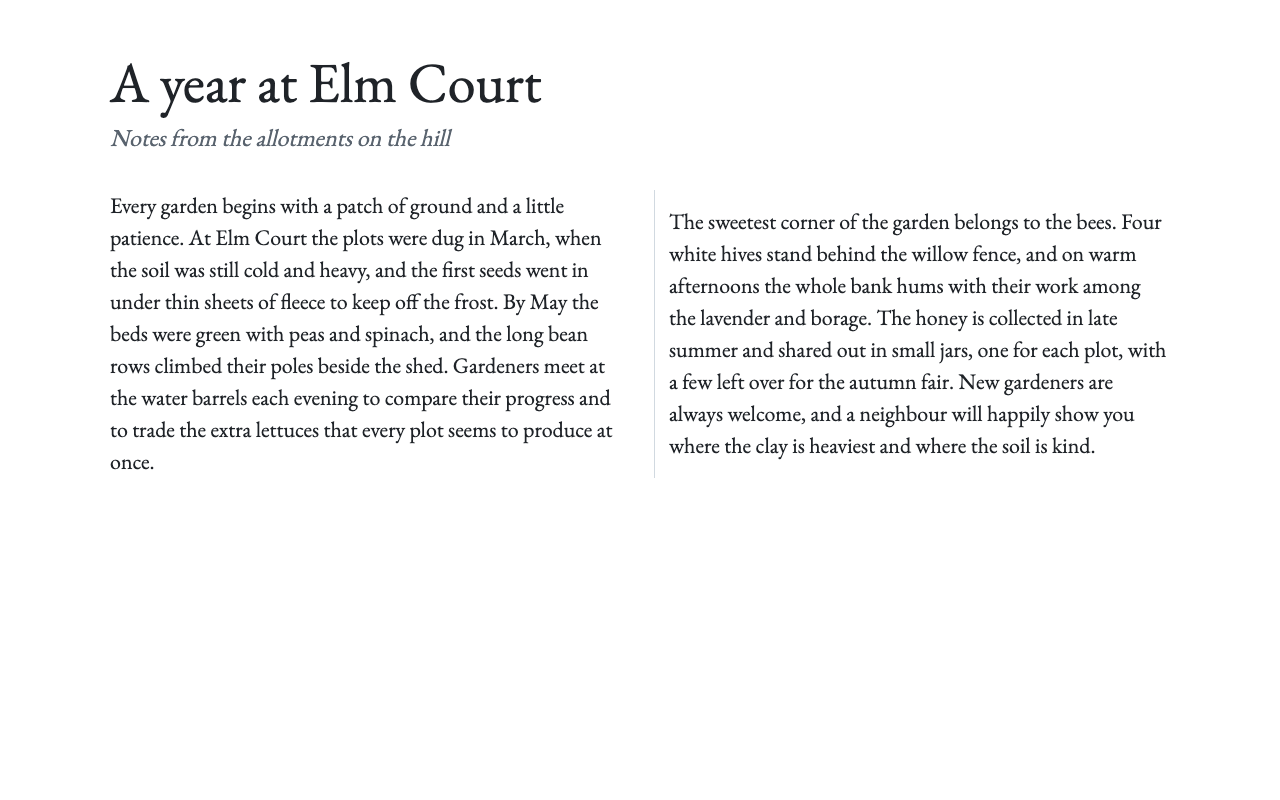 A year at Elm Court
Notes from the allotments on the hill
Every garden begins with a patch of ground and a little
patience. At Elm Court the plots were dug in March, when
the soil was still cold and heavy, and the first seeds went in
under thin sheets of fleece to keep off the frost. By May the
beds were green with peas and spinach, and the long bean
rows climbed their poles beside the shed. Gardeners meet at
the water barrels each evening to compare their progress and
to trade the extra lettuces that every plot seems to produce at
once.
The sweetest corner of the garden belongs to the bees. Four
white hives stand behind the willow fence, and on warm
afternoons the whole bank hums with their work among
the lavender and borage. The honey is collected in late
summer and shared out in small jars, one for each plot, with
a few left over for the autumn fair. New gardeners are
always welcome, and a neighbour will happily show you
where the clay is heaviest and where the soil is kind.